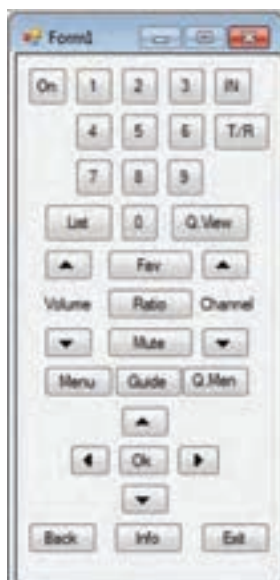 Form1
On 1 2 3 IN
4 5 6 T/R
7 8 9
List 0 Q.View
Fav
Volume Ratio Channel
Mute
Menu Guide Q.Men
Ok
Back Info Exit